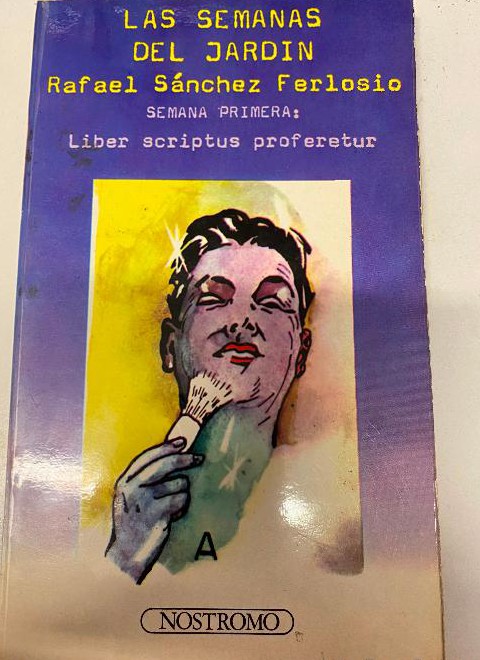 LAS SEMANAS
DEL JARDIN
Rafael Sánchez Ferlosio
SEMANA PRIMERA:
Liber scriptus proferetur
A
NOSTROMO